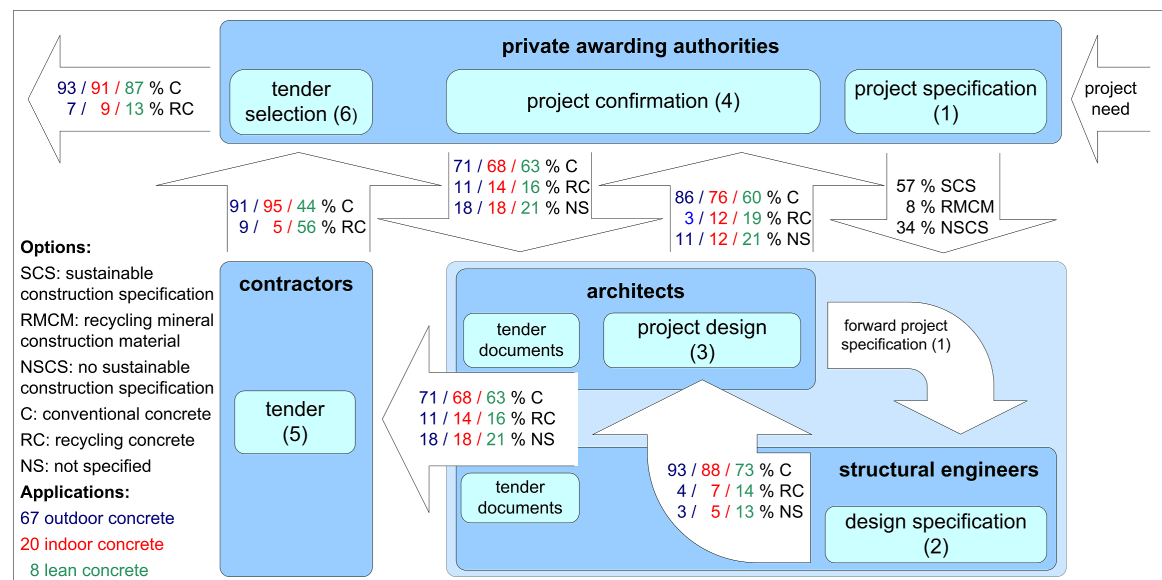 private awarding authorities
93 / 91 / 87 % C
7 / 9 / 13 % RC
tender
selection (6)
project confirmation (4)
project specification
(1)
project
need
91 / 95 / 44 % C
9 / 5 / 56 % RC
71 / 68 / 63 % C
11 / 14 / 16 % RC
18 / 18 / 21 % NS
86 / 76 / 60 % C
3 / 12 / 19 % RC
11 / 12 / 21 % NS
57 % SCS
8 % RMCM
34 % NSCS
Options:
SCS: sustainable
construction specification
RMCM: recycling mineral
construction material
NSCS: no sustainable
construction specification
C: conventional concrete
RC: recycling concrete
NS: not specified
Applications:
67 outdoor concrete
20 indoor concrete
8 lean concrete
contractors
tender
(5)
architects
tender
documents
project design
(3)
forward project
specification (1)
71 / 68 / 63 % C
11 / 14 / 16 % RC
18 / 18 / 21 % NS
tender
documents
93 / 88 / 73 % C
4 / 7 / 14 % RC
3 / 5 / 13 % NS
structural engineers
design specification
(2)